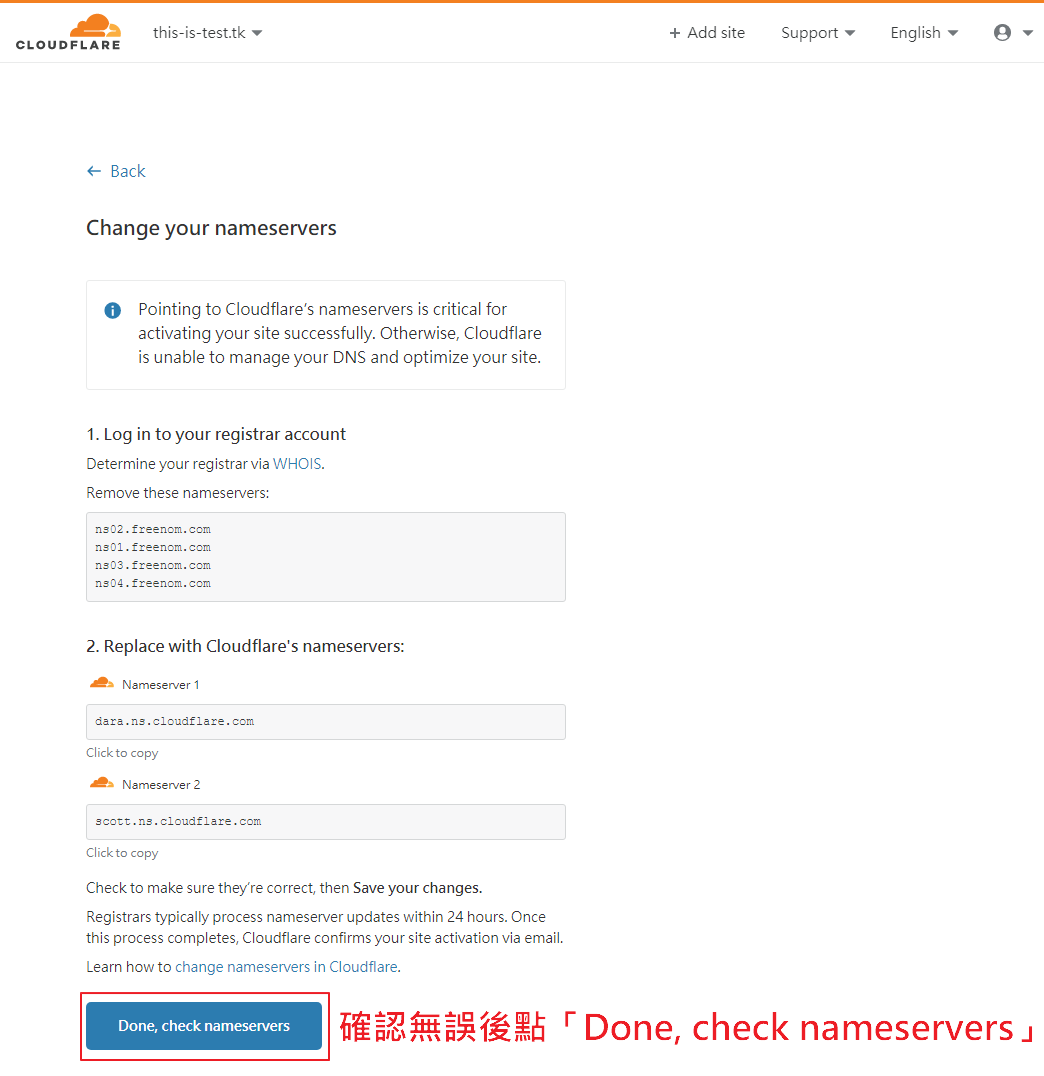 CLOUDFLARE
this-is-test.tk
+ Add site
Support
English
← Back
Change your nameservers
Pointing to Cloudflare’s nameservers is critical for
activating your site successfully. Otherwise, Cloudflare
is unable to manage your DNS and optimize your site.
1. Log in to your registrar account
Determine your registrar via WHOIS.
Remove these nameservers:
ns02.freenom.com
ns01.freenom.com
ns03.freenom.com
ns04.freenom.com
2. Replace with Cloudflare's nameservers:
Nameserver 1
dara.ns.cloudflare.com
Click to copy
Nameserver 2
scott.ns.cloudflare.com
Click to copy
Check to make sure they’re correct, then Save your changes.
Registrars typically process nameserver updates within 24 hours. Once
this process completes, Cloudflare confirms your site activation via email.
Learn how to change nameservers in Cloudflare.
Done, check nameservers
確認無誤後點「Done, check nameservers」